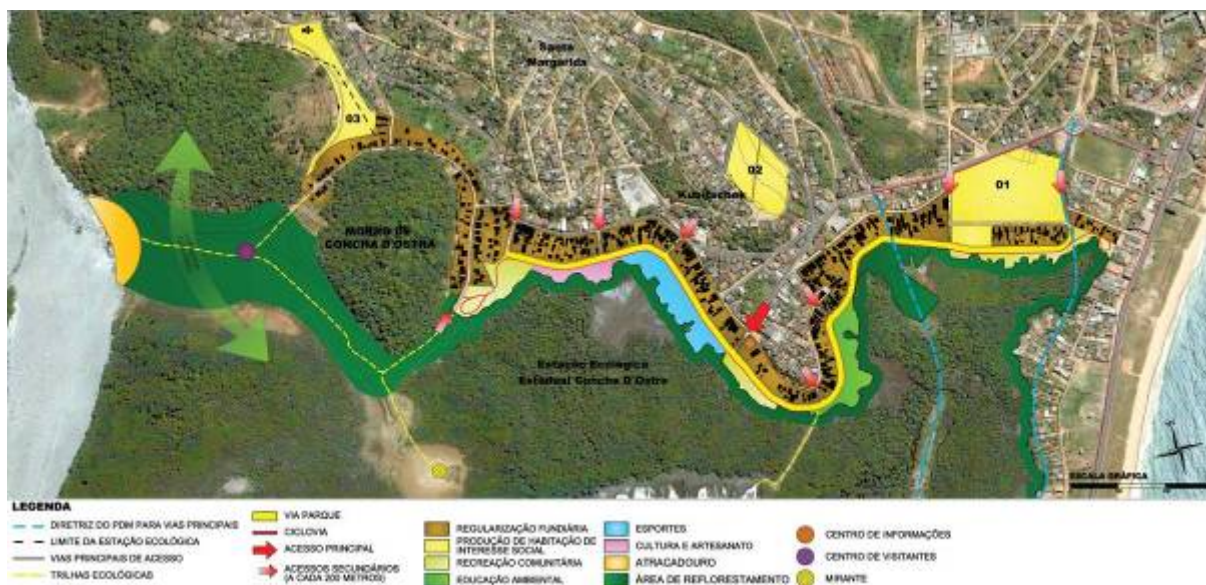 Santa
Margarida
03
02
Kubitschek
01
MORRO DE
CONCHA D'OSTRA
Estação Ecológica
Estadual Concha D'Ostra
ESCALA GRÁFICA
LEGENDA
DIRETRIZ DO PDM PARA VIAS PRINCIPAIS
LIMITE DA ESTAÇÃO ECOLÓGICA
VIAS PRINCIPAIS DE ACESSO
TRILHAS ECOLÓGICAS
VIA PARQUE
CICLOVIA
ACESSO PRINCIPAL
ACESSOS SECUNDÁRIOS
(A CADA 200 METROS)
REGULARIZAÇÃO FUNDIÁRIA
PRODUÇÃO DE HABITAÇÃO DE
INTERESSE SOCIAL
RECREAÇÃO COMUNITÁRIA
EDUCAÇÃO AMBIENTAL
ESPORTES
CULTURA E ARTESANATO
ATRACADOURO
ÁREA DE REFLORESTAMENTO
CENTRO DE INFORMAÇÕES
CENTRO DE VISITANTES
MIRANTE